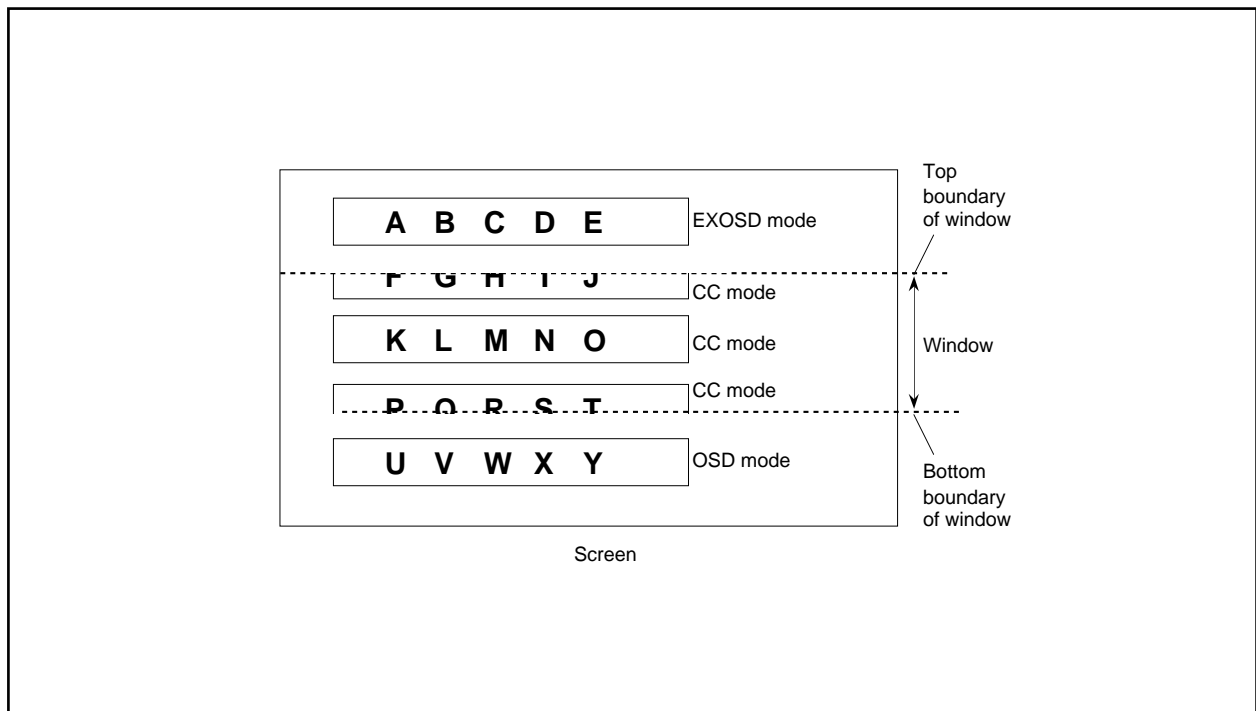 Top
boundary
of window
A B C D E
EXOSD mode
F G H I J
CC mode
K L M N O
CC mode
Window
P Q R S T
CC mode
U V W X Y
OSD mode
Bottom
boundary
of window
Screen